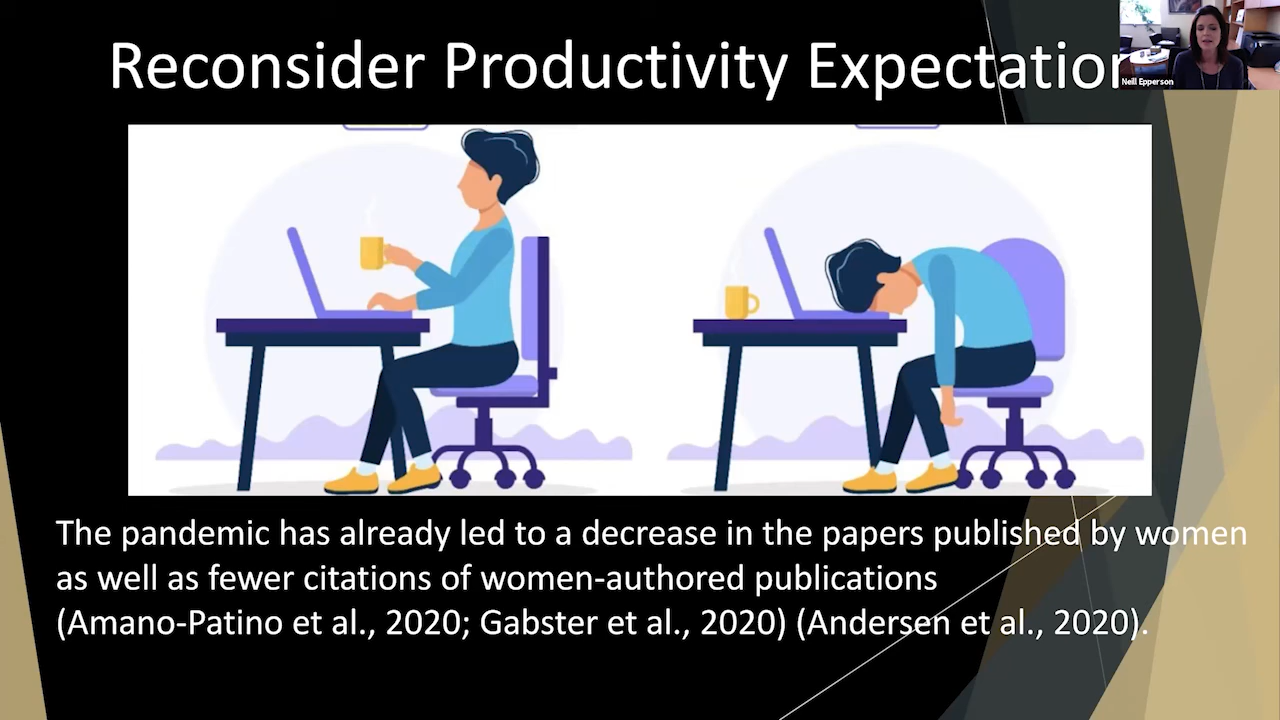 Reconsider Productivity Expectation
Neill Epperson
The pandemic has already led to a decrease in the papers published by women
as well as fewer citations of women-authored publications
(Amano-Patino et al., 2020; Gabster et al., 2020) (Andersen et al., 2020).